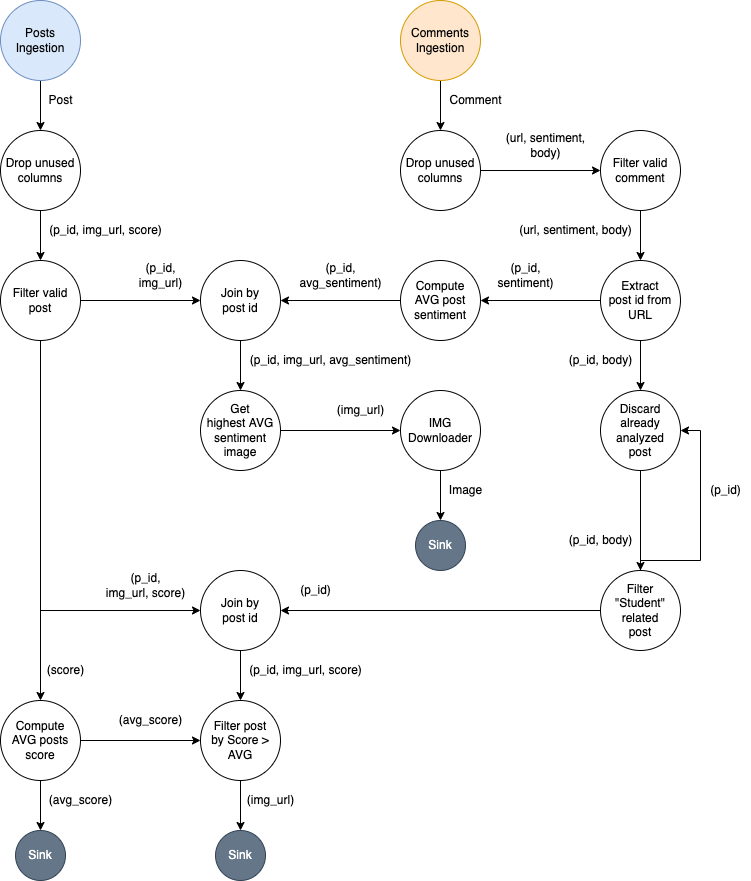 Posts
Ingestion
Comments
Ingestion
Post
Comment
Drop unused
columns
Drop unused
columns
(url, sentiment,
body)
Filter valid
comment
(p_id, img_url, score)
(url, sentiment, body)
Filter valid
post
(p_id,
img_url)
Join by
post id
(p_id,
avg_sentiment)
Compute
AVG post
sentiment
(p_id,
sentiment)
Extract
post id from
URL
(p_id, img_url, avg_sentiment)
(p_id, body)
Get
highest AVG
sentiment
image
(img_url)
IMG
Downloader
Discard
already
analyzed
post
(p_id)
Image
Sink
(p_id, body)
(p_id,
img_url, score)
Join by
post id
(p_id)
Filter
"Student"
related
post
(score)
(p_id, img_url, score)
Compute
AVG posts
score
(avg_score)
Filter post
by Score >
AVG
(avg_score)
(img_url)
Sink
Sink